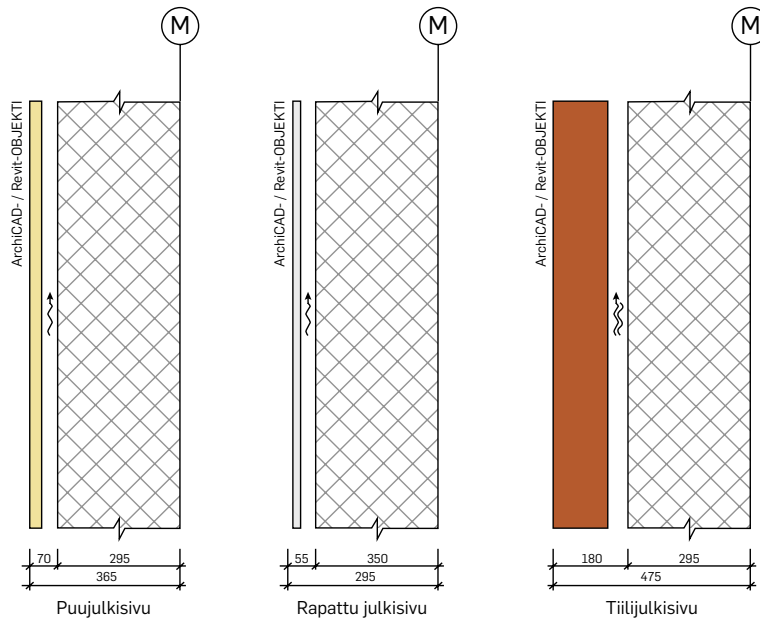 M
M
M
ArchiCAD- / Revit-OBJEKTI
ArchiCAD- / Revit-OBJEKTI
ArchiCAD- / Revit-OBJEKTI
70 295
365
Puujulkisivu
55 350
295
Rapattu julkisivu
180 295
475
Tiilijulkisivu